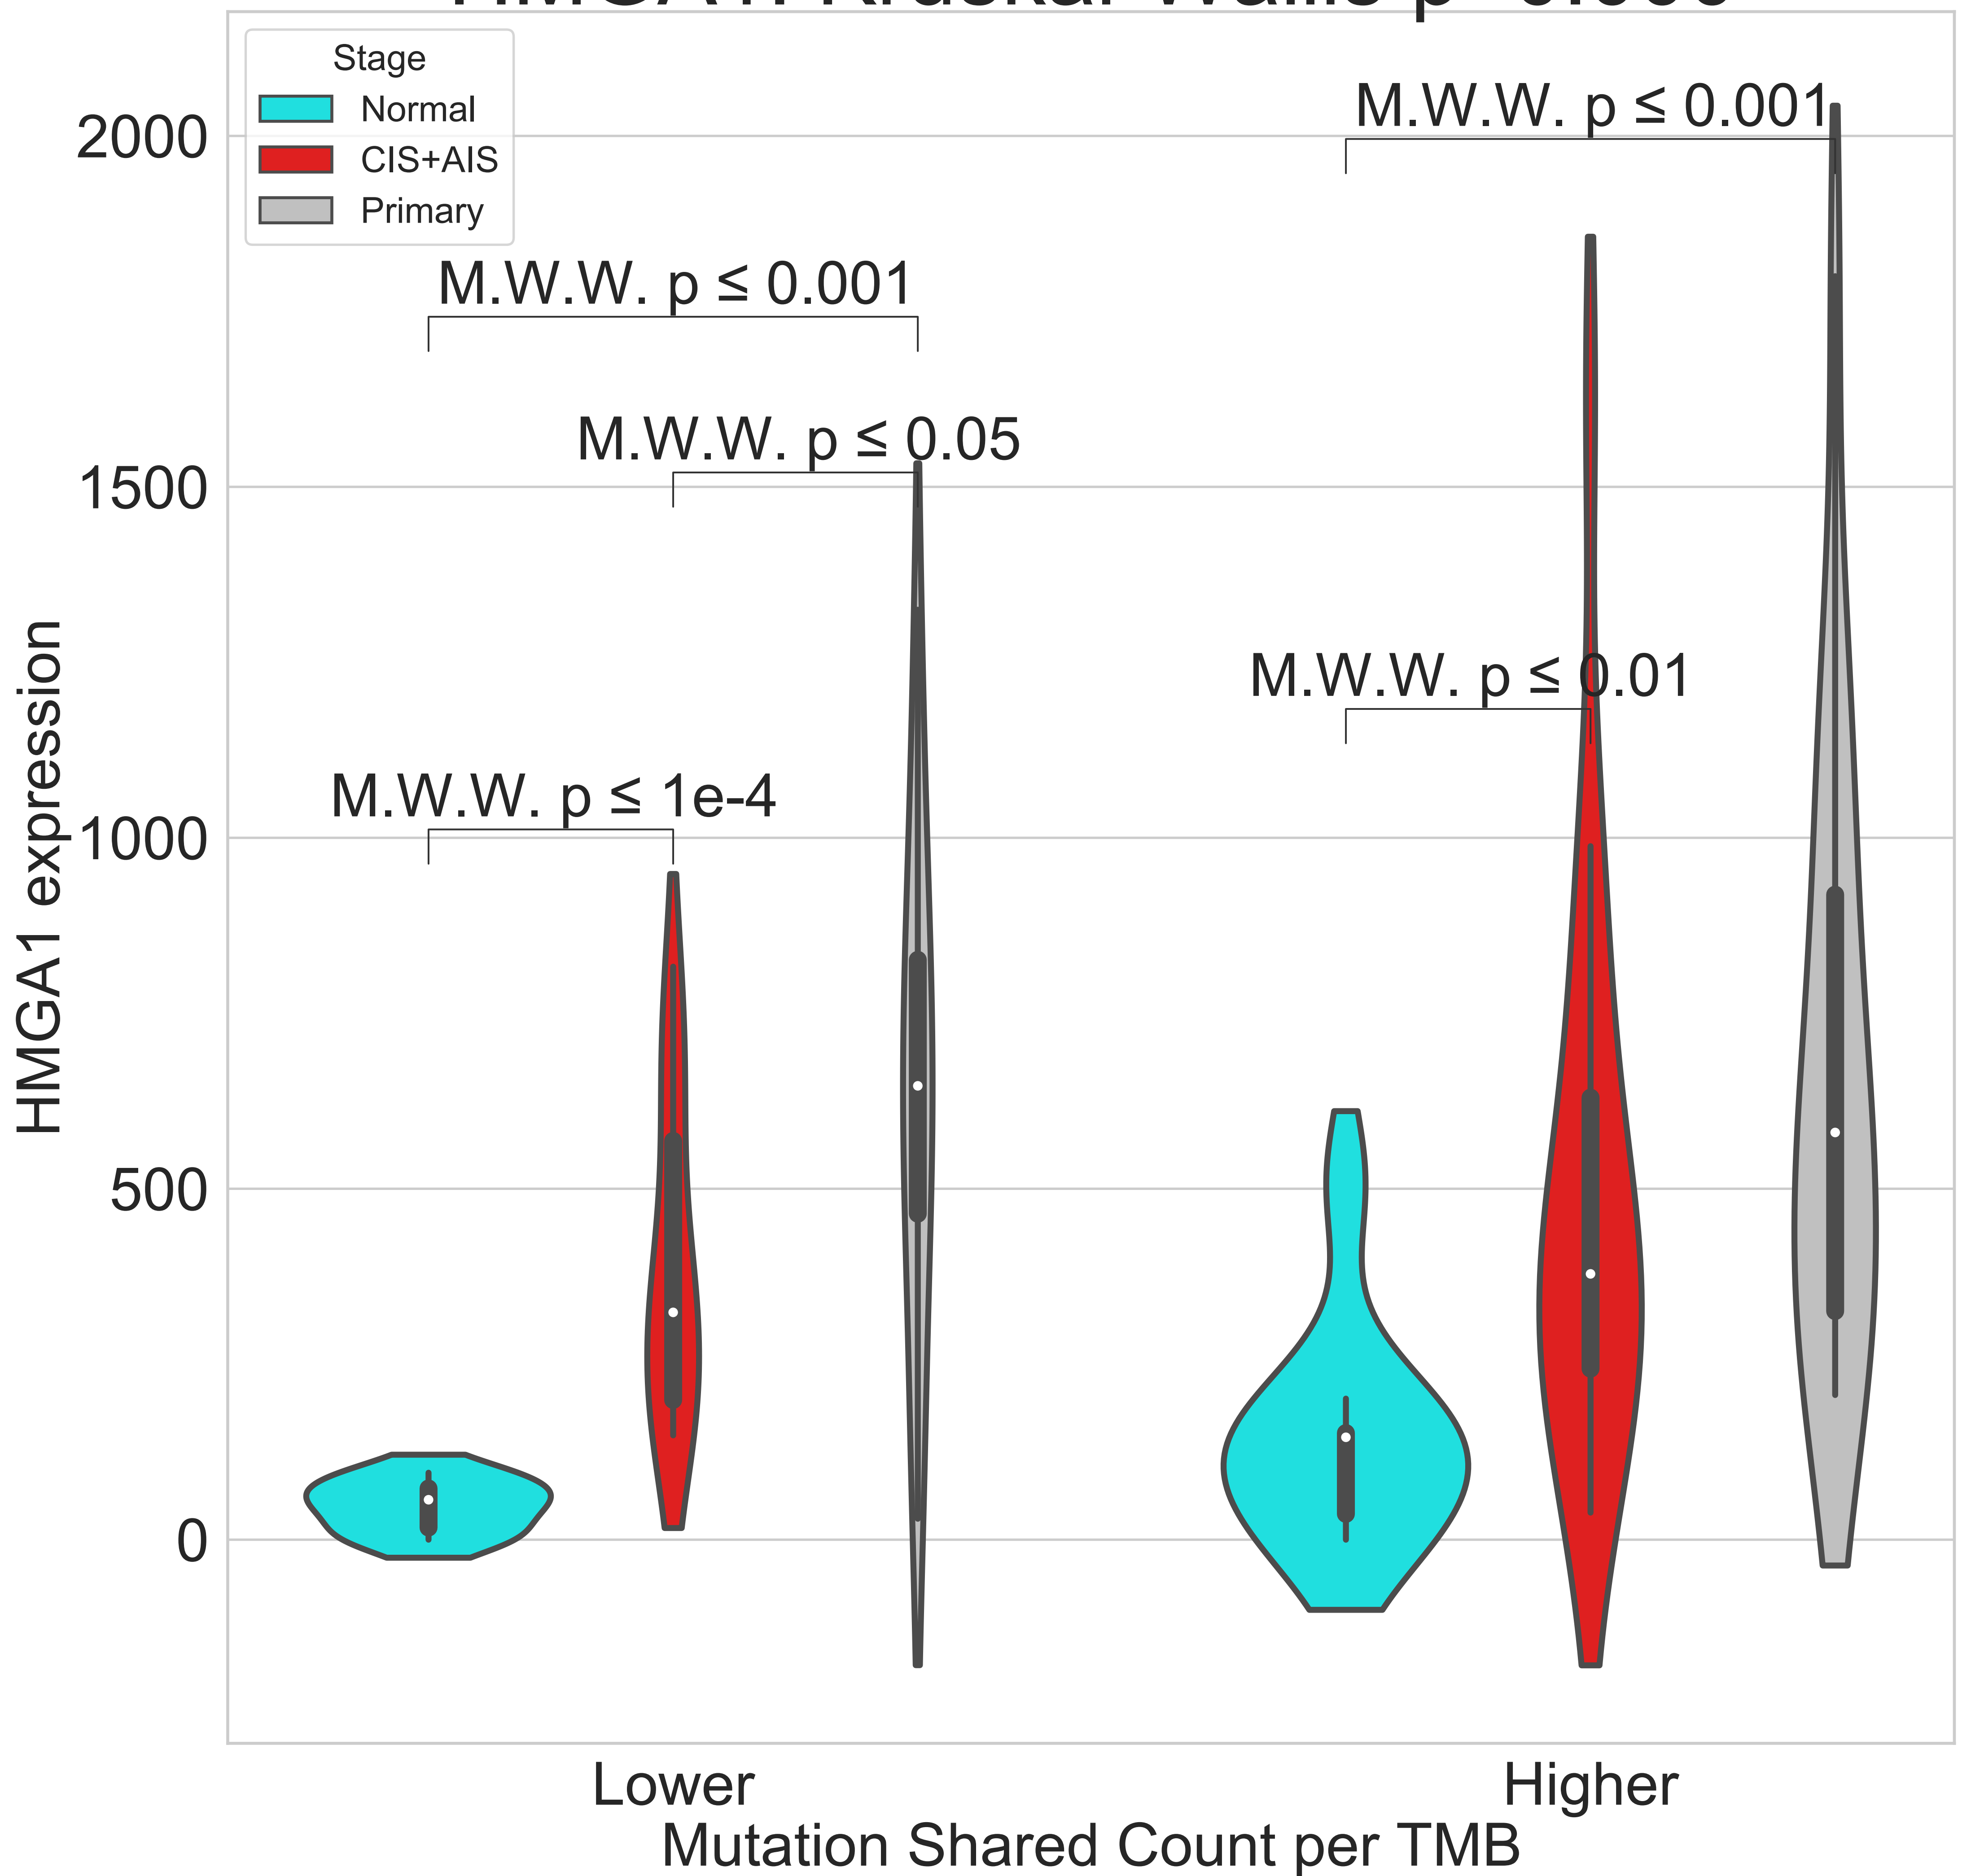 Stage
Normal
CIS+AIS
Primary
M.W.W. p ≤ 0.001
M.W.W. p ≤ 0.001
M.W.W. p ≤ 0.05
M.W.W. p ≤ 0.01
M.W.W. p ≤ 1e-4
2000
1500
1000
500
0
HMGA1 expression
Lower
Higher
Mutation Shared Count per TMB